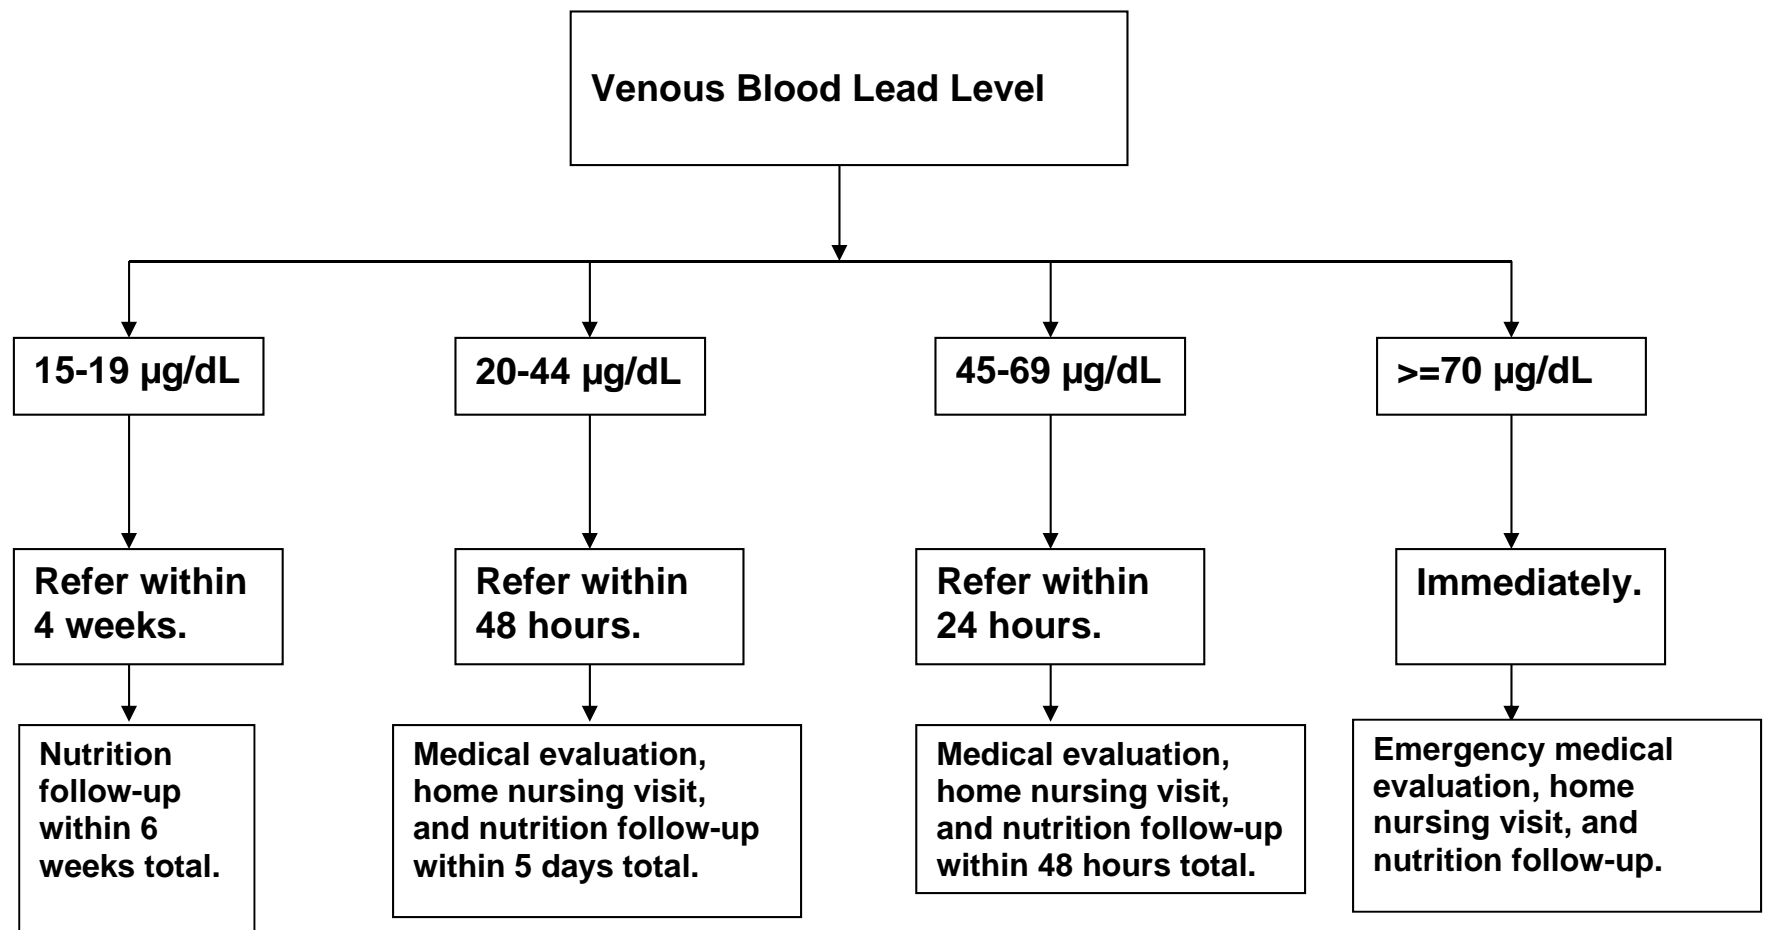 Venous Blood Lead Level
15-19 µg/dL
20-44 µg/dL
45-69 µg/dL
>=70 µg/dL
Refer within
4 weeks.
Refer within
48 hours.
Refer within
24 hours.
Immediately.
Nutrition
follow-up
within 6
weeks total.
Medical evaluation,
home nursing visit,
and nutrition follow-up
within 5 days total.
Medical evaluation,
home nursing visit,
and nutrition follow-up
within 48 hours total.
Emergency medical
evaluation, home
nursing visit, and
nutrition follow-up.